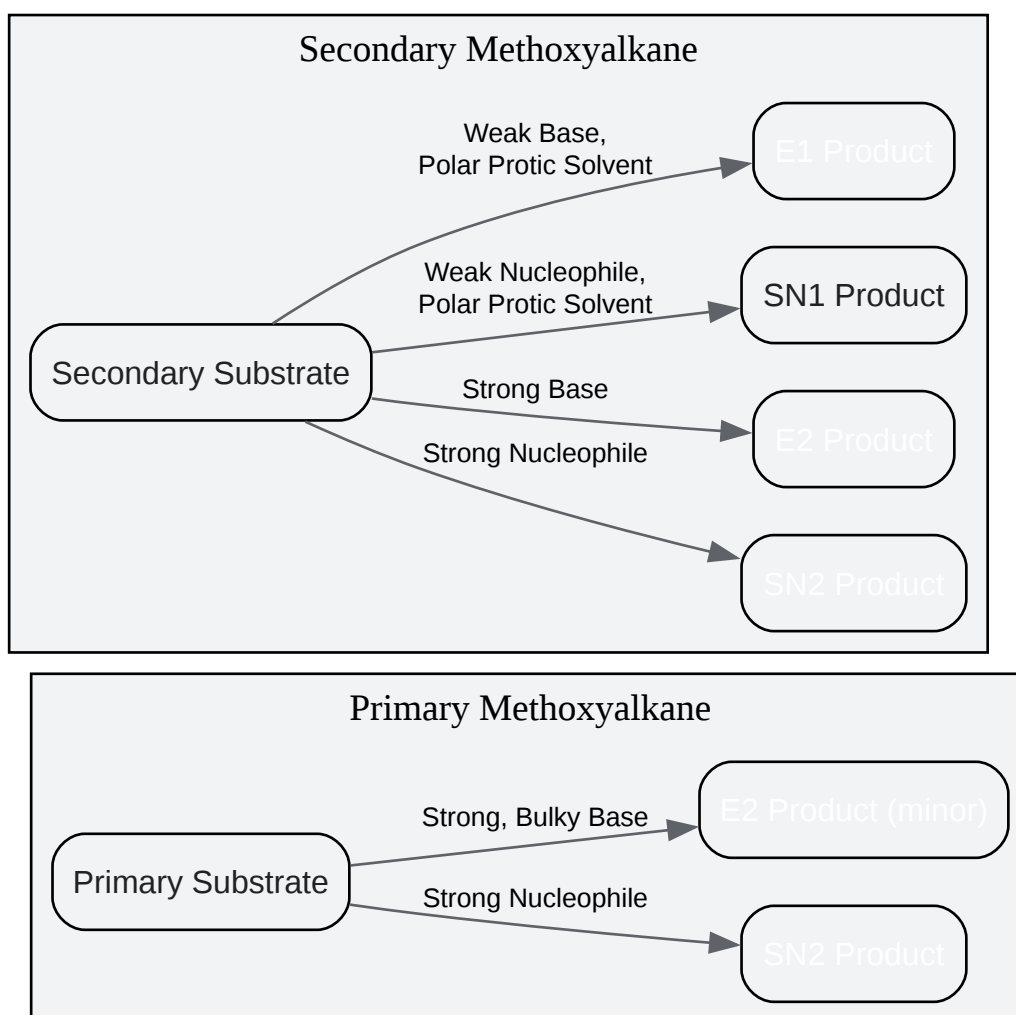 Secondary Methoxyalkane
Weak Base,
Polar Protic Solvent
E1 Product
Weak Nucleophile,
Polar Protic Solvent
SN1 Product
Secondary Substrate
Strong Base
E2 Product
Strong Nucleophile
SN2 Product
Primary Methoxyalkane
Strong, Bulky Base
E2 Product (minor)
Primary Substrate
Strong Nucleophile
SN2 Product